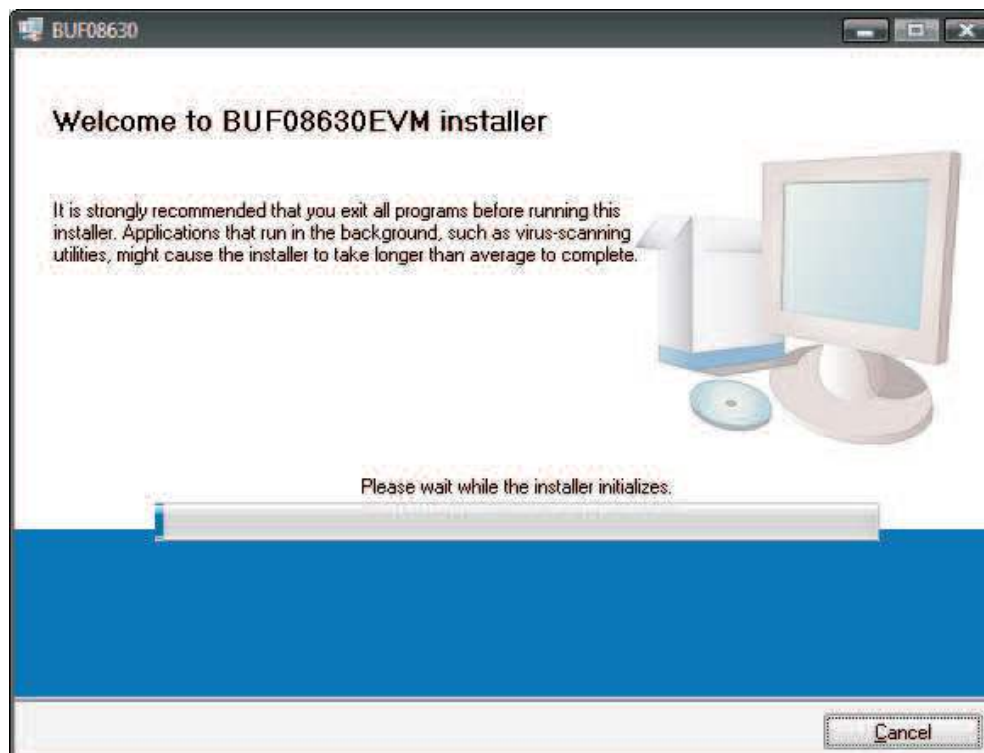 BUF08630
Welcome to BUF08630EVM installer
It is strongly recommended that you exit all programs before running this
installer. Applications that run in the background, such as virus-scanning
utilities, might cause the installer to take longer than average to complete.
Please wait while the installer initializes.
Cancel